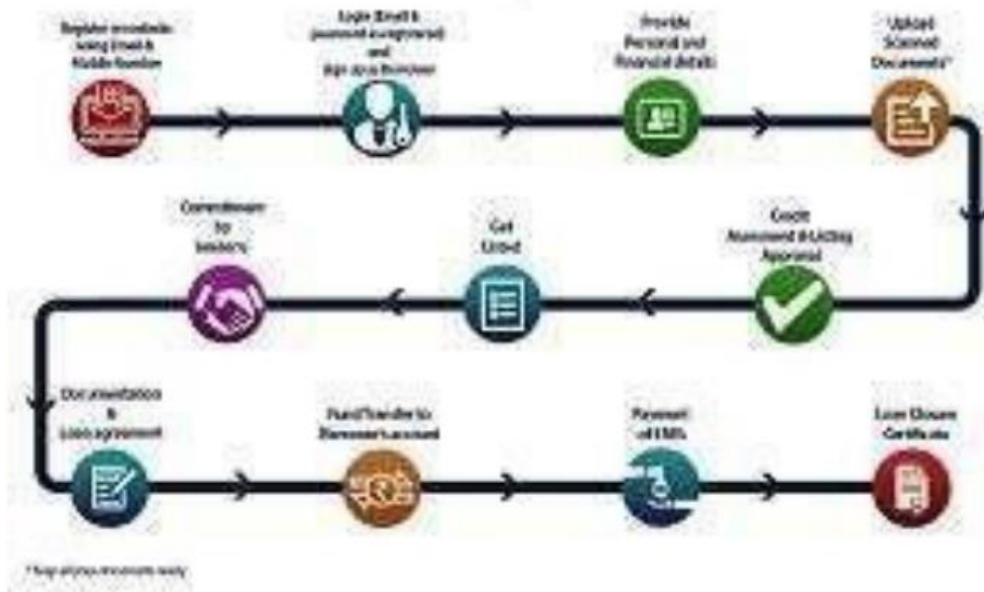 Register
using Email &
Mobile Number
Login (Email &
password as registered)
and
Sign up as Borrower
Provide
Personal and
Financial details
Upload
Scanned
Documents*
Credit
Assessment & Listing
Approval
Get
Listed
Commitment
by
Documentation
&
Loan agreement
Fund Transfer to
Borrower's account
Payment
of EMIs
Loan Closure
Certificate